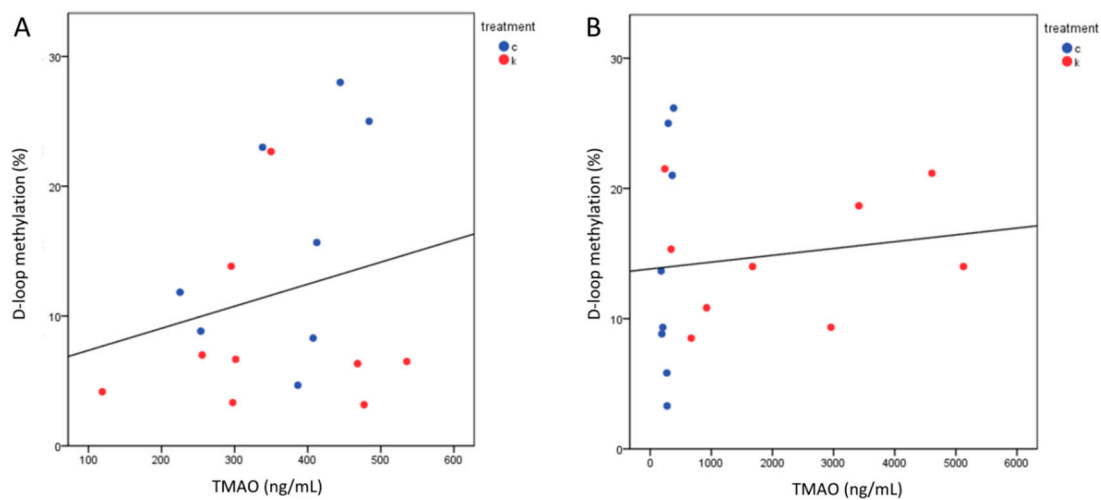 A
treatment
c
k
D-loop methylation (%)
30
20
10
0
100 200 300 400 500 600
TMAO (ng/mL)
B
treatment
c
k
D-loop methylation (%)
30
20
10
0
0 1000 2000 3000 4000 5000 6000
TMAO (ng/mL)